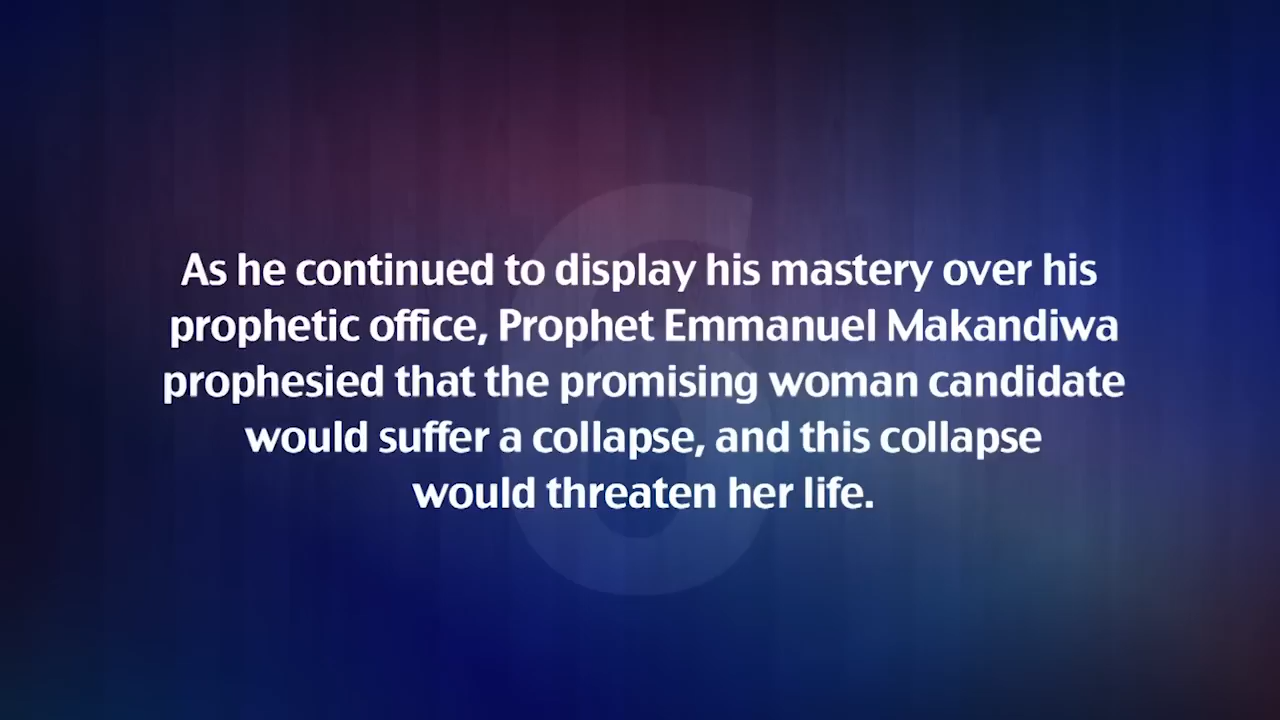 6
As he continued to display his mastery over his
prophetic office, Prophet Emmanuel Makandiwa
prophesied that the promising woman candidate
would suffer a collapse, and this collapse
would threaten her life.